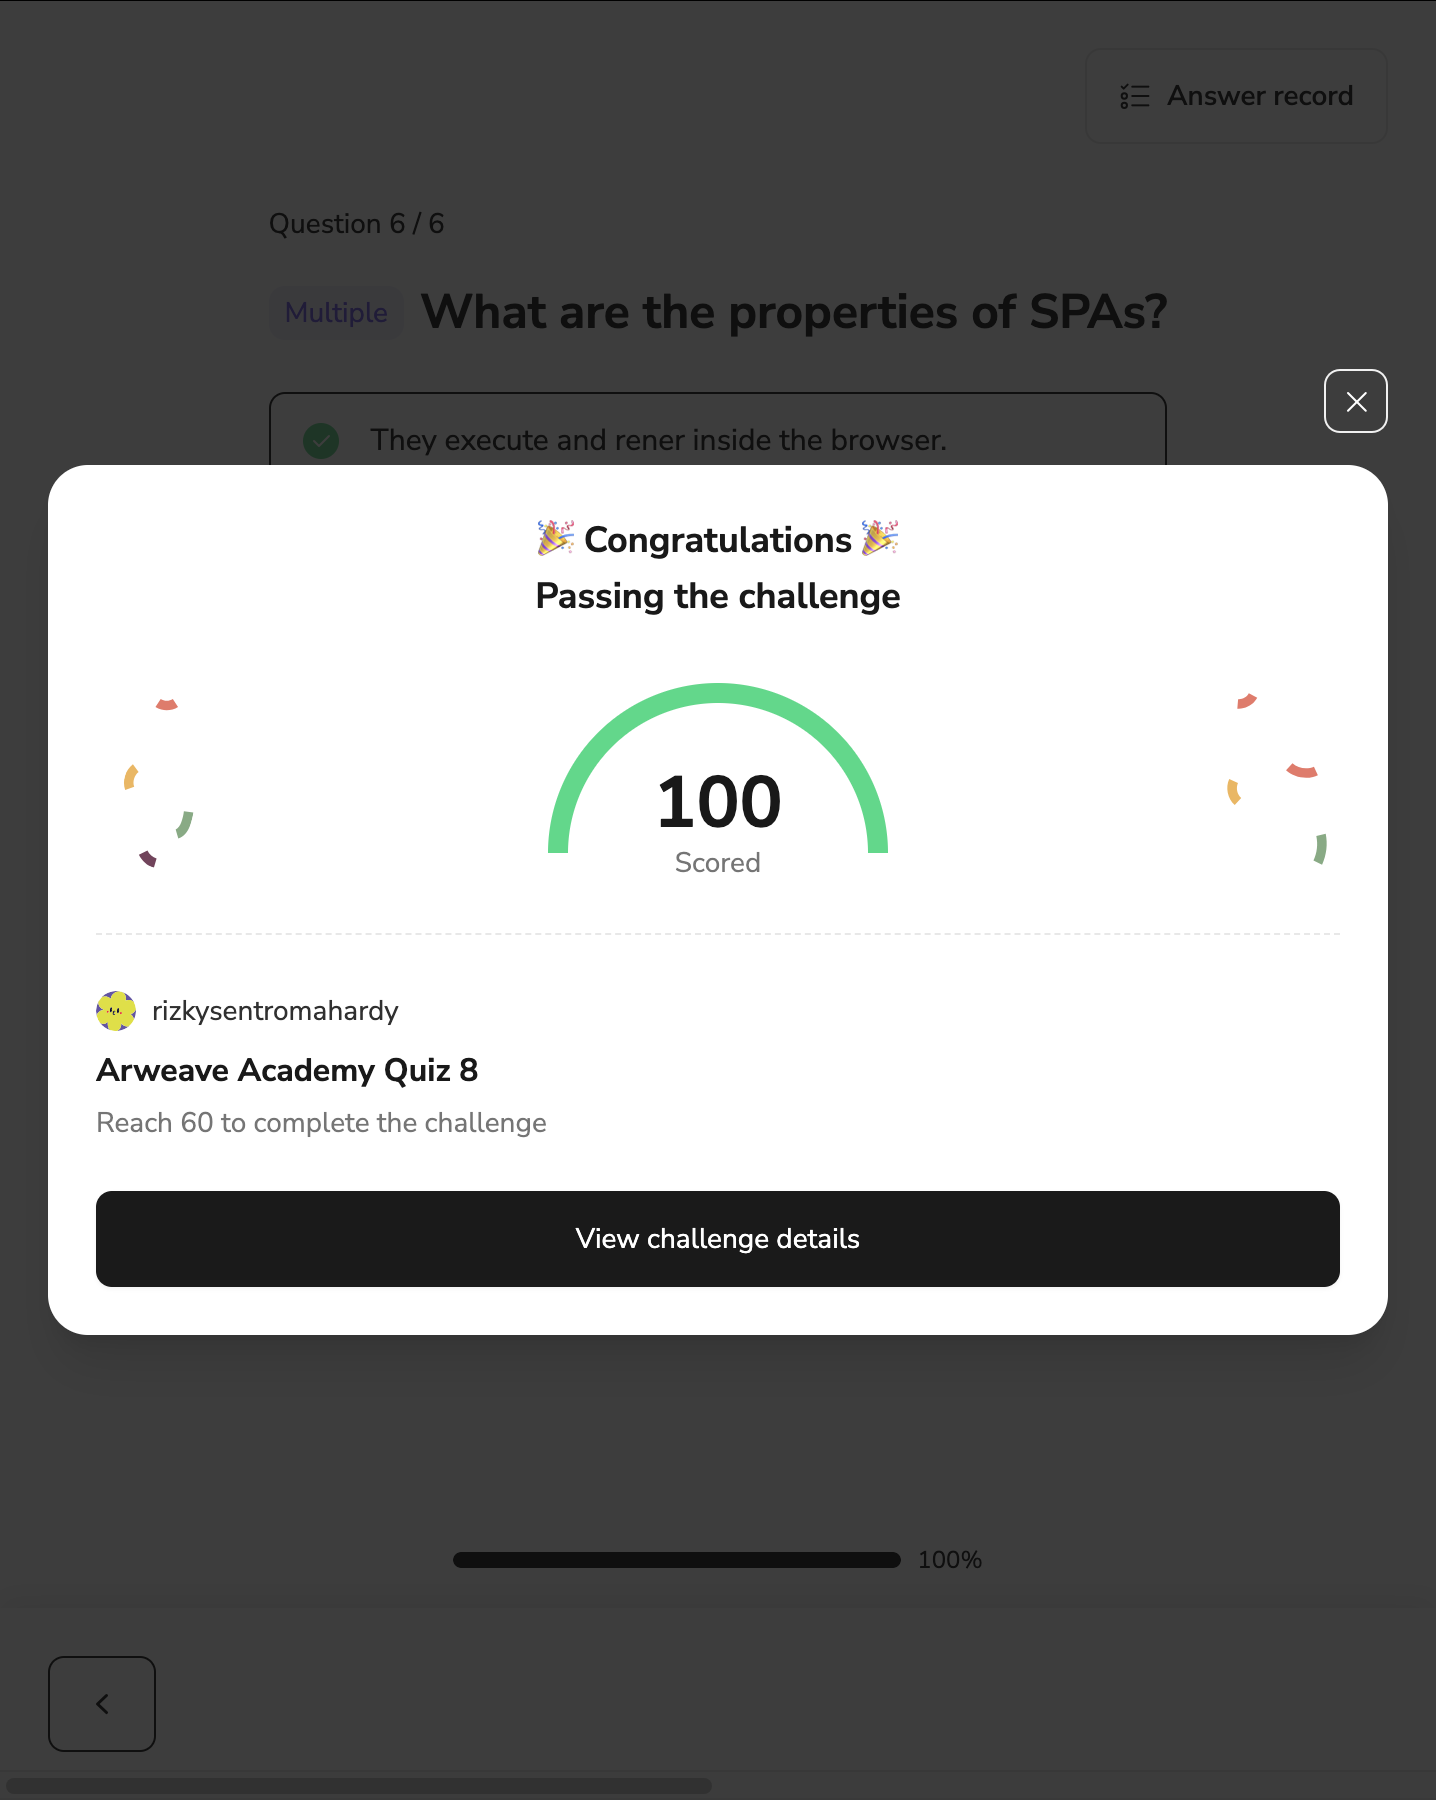 Answer record
Question 6 / 6
Multiple What are the properties of SPAs?
They execute and rener inside the browser.
🎉 Congratulations 🎉
Passing the challenge
100
Scored
rizkysentromahardy
Arweave Academy Quiz 8
Reach 60 to complete the challenge
View challenge details
100%